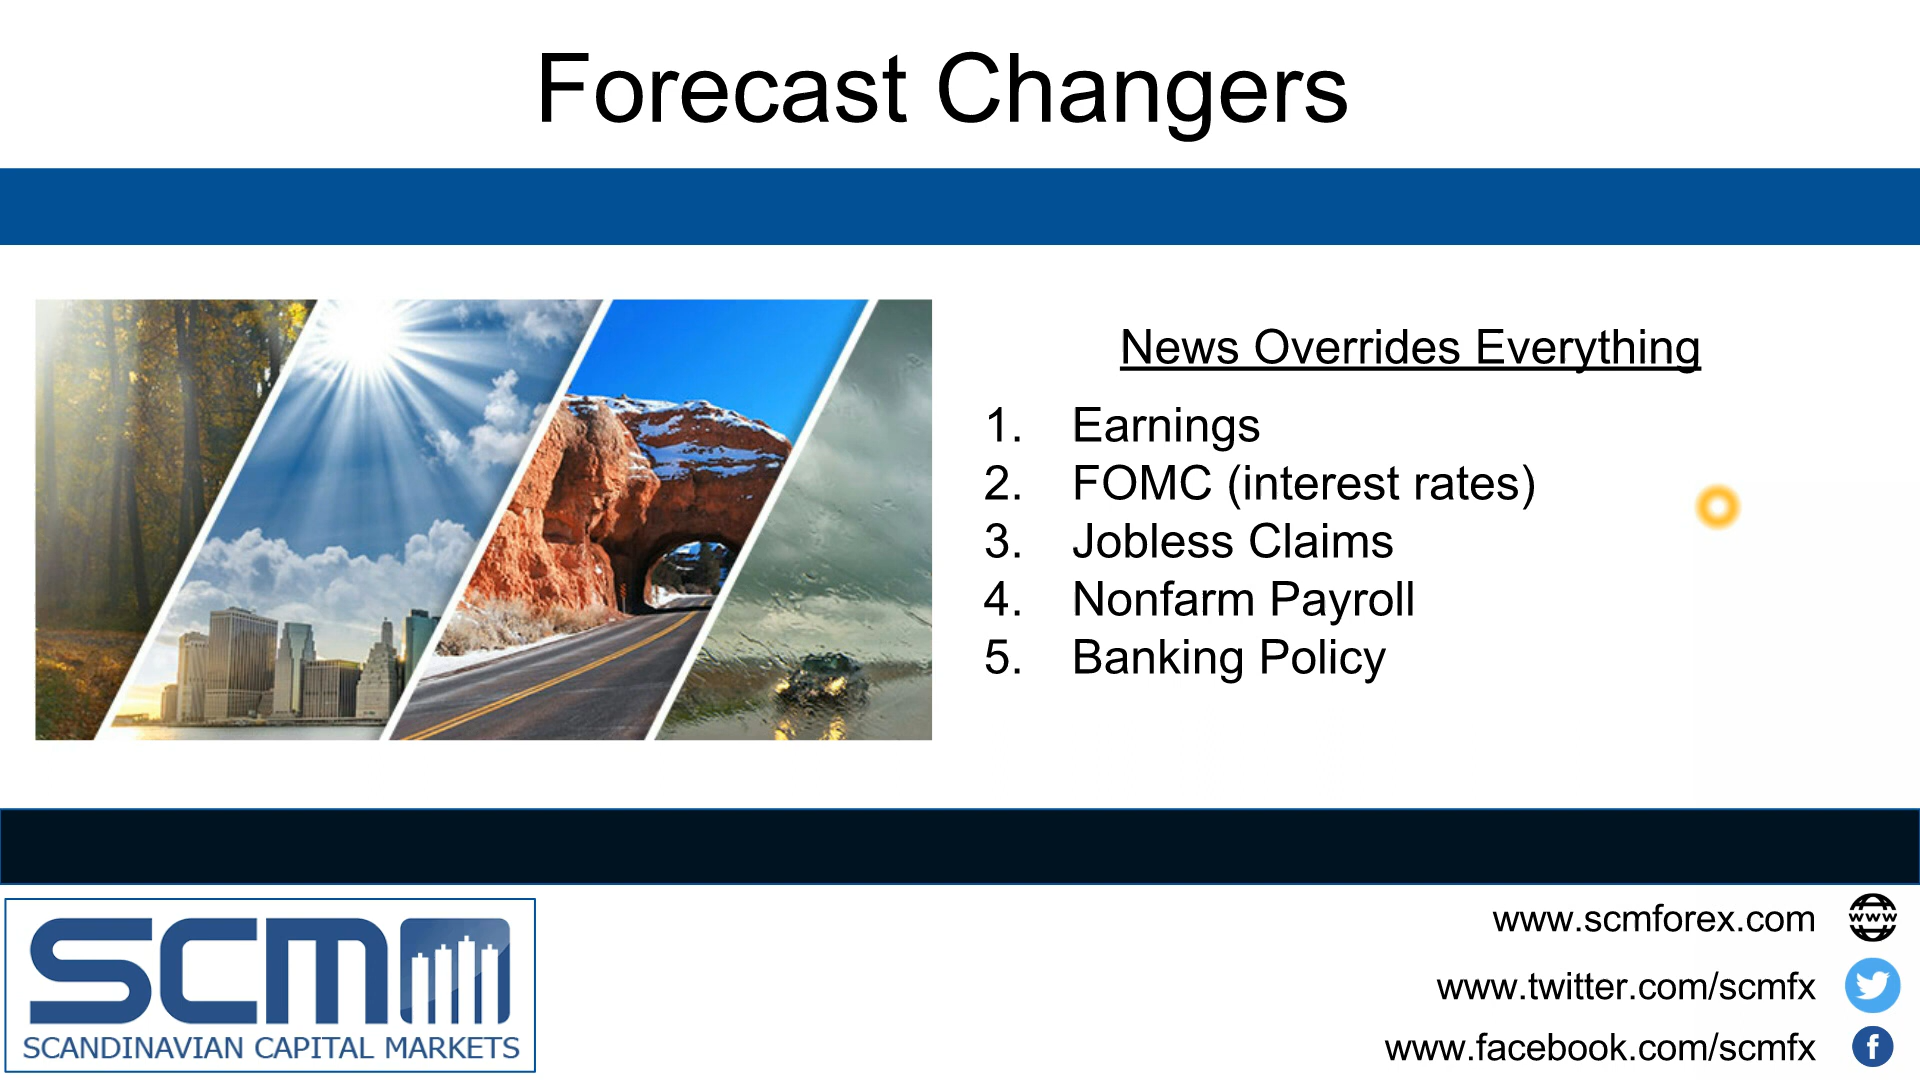 Forecast Changers
News Overrides Everything
1. Earnings
2. FOMC (interest rates)
3. Jobless Claims
4. Nonfarm Payroll
5. Banking Policy
SCM
SCANDINAVIAN CAPITAL MARKETS
www.scmforex.com
www
www.twitter.com/scmfx
www.facebook.com/scmfx
f